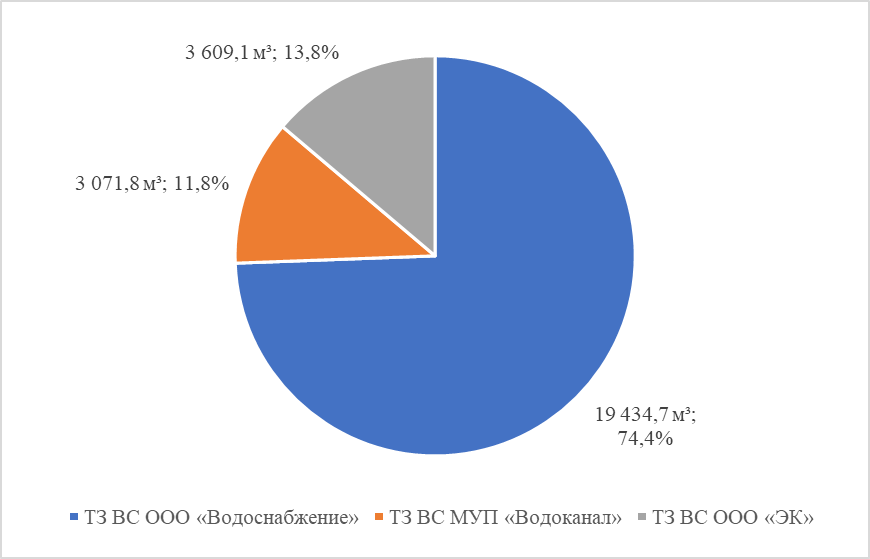 3 609,1 м³; 13,8%
3 071,8 м³; 11,8%
19 434,7 м³;
74,4%
ТЗ ВС ООО «Водоснабжение» ТЗ ВС МУП «Водоканал» ТЗ ВС ООО «ЭК»